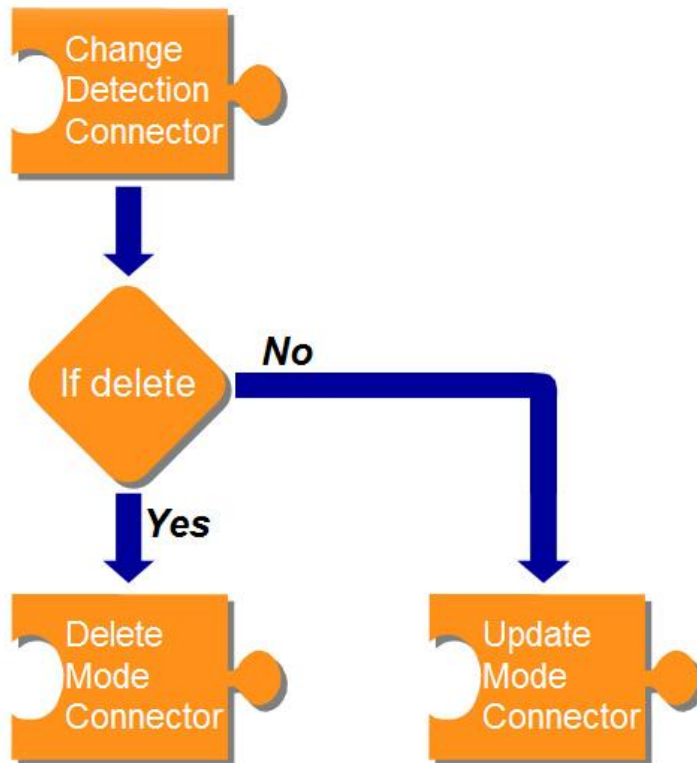 Change
Detection
Connector
If delete
No
Yes
Delete
Mode
Connector
Update
Mode
Connector